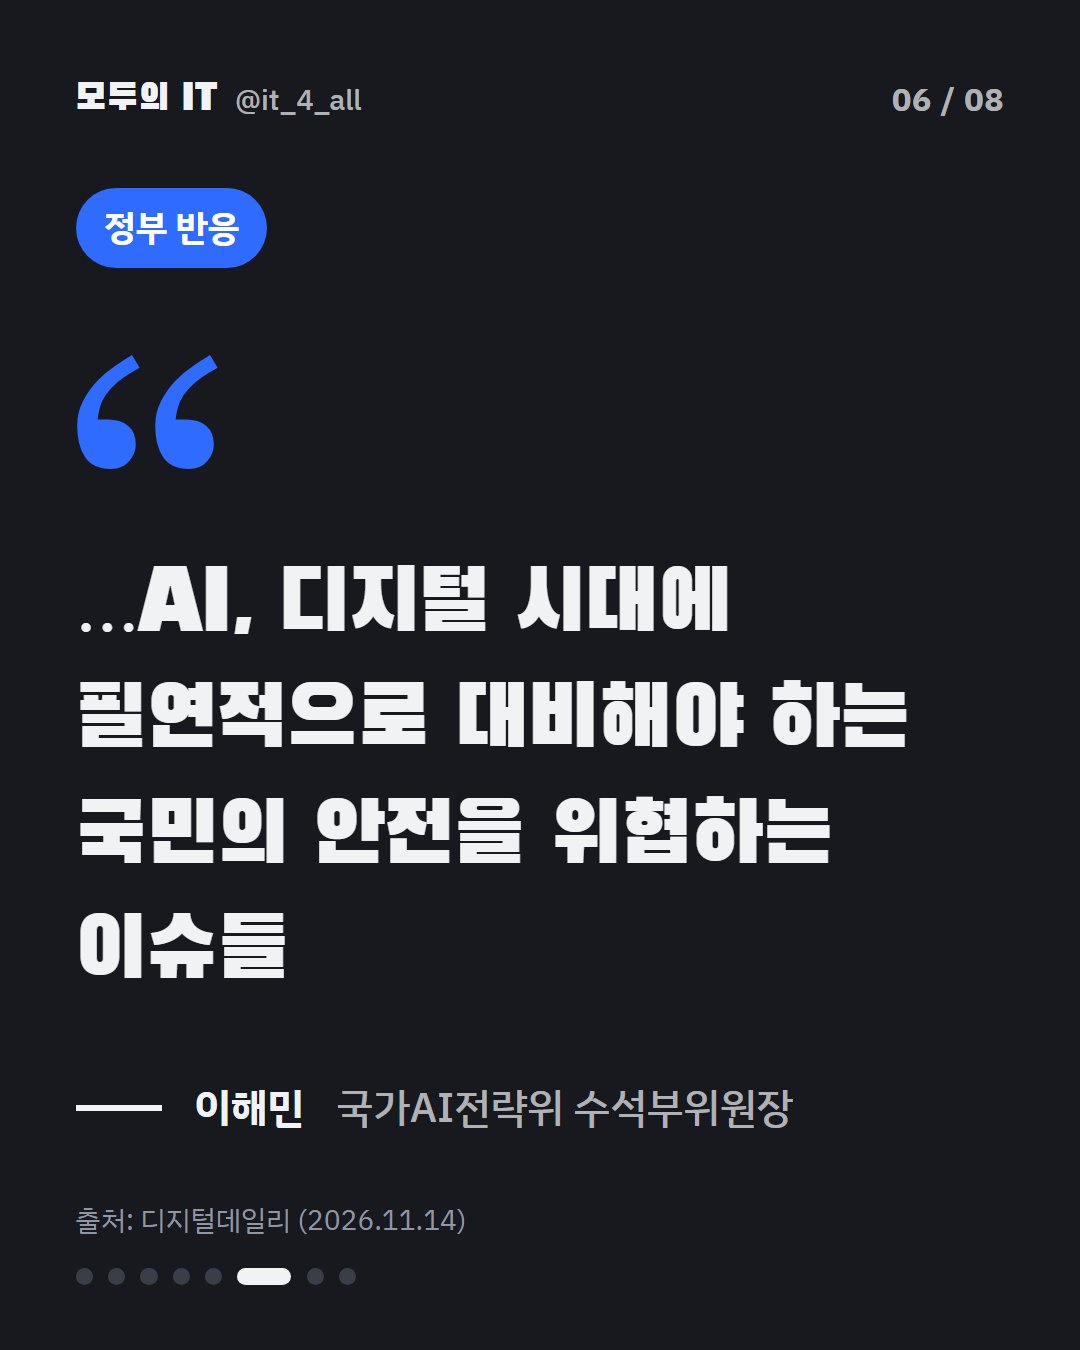 모두의 IT @it_4_all
06 / 08
정부 반응
“
...AI, 디지털 시대에
필연적으로 대비해야 하는
국민의 안전을 위협하는
이슈들
이해민 국가AI전략위 수석부위원장
출처: 디지털데일리 (2026.11.14)